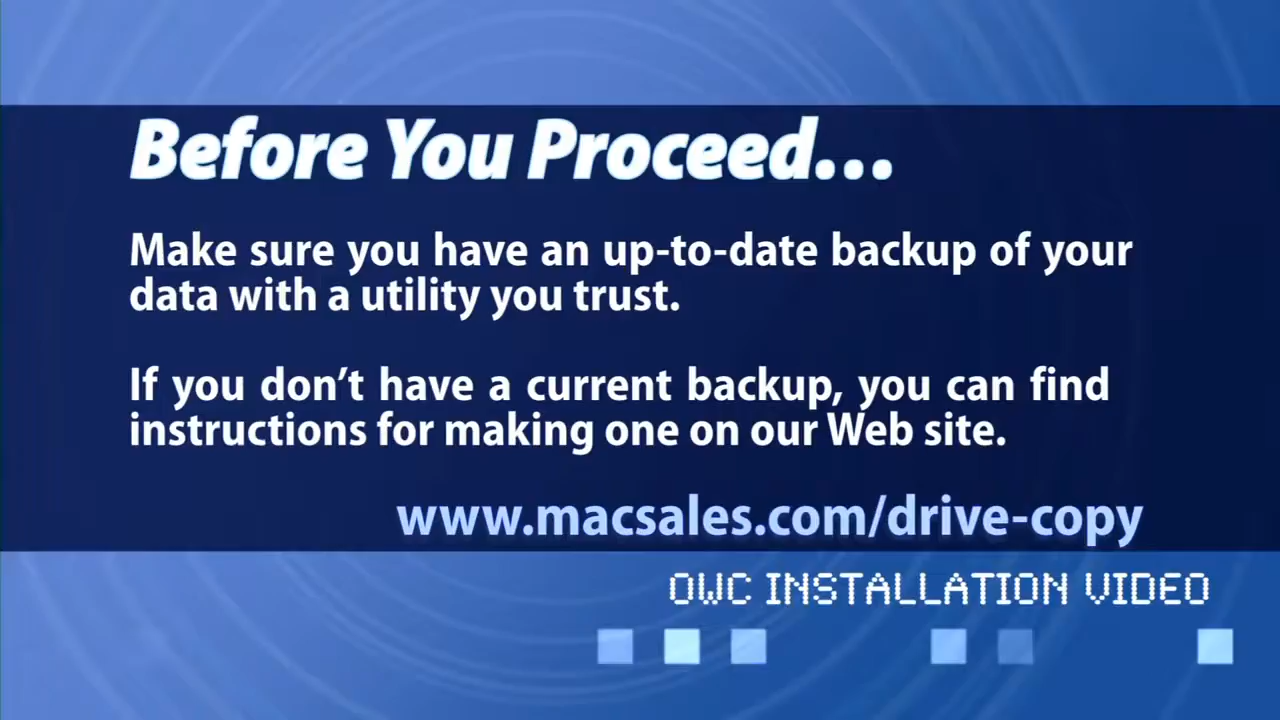 Before You Proceed...
Make sure you have an up-to-date backup of your
data with a utility you trust.
If you don’t have a current backup, you can find
instructions for making one on our Web site.
www.macsales.com/drive-copy
OWC INSTALLATION VIDEO